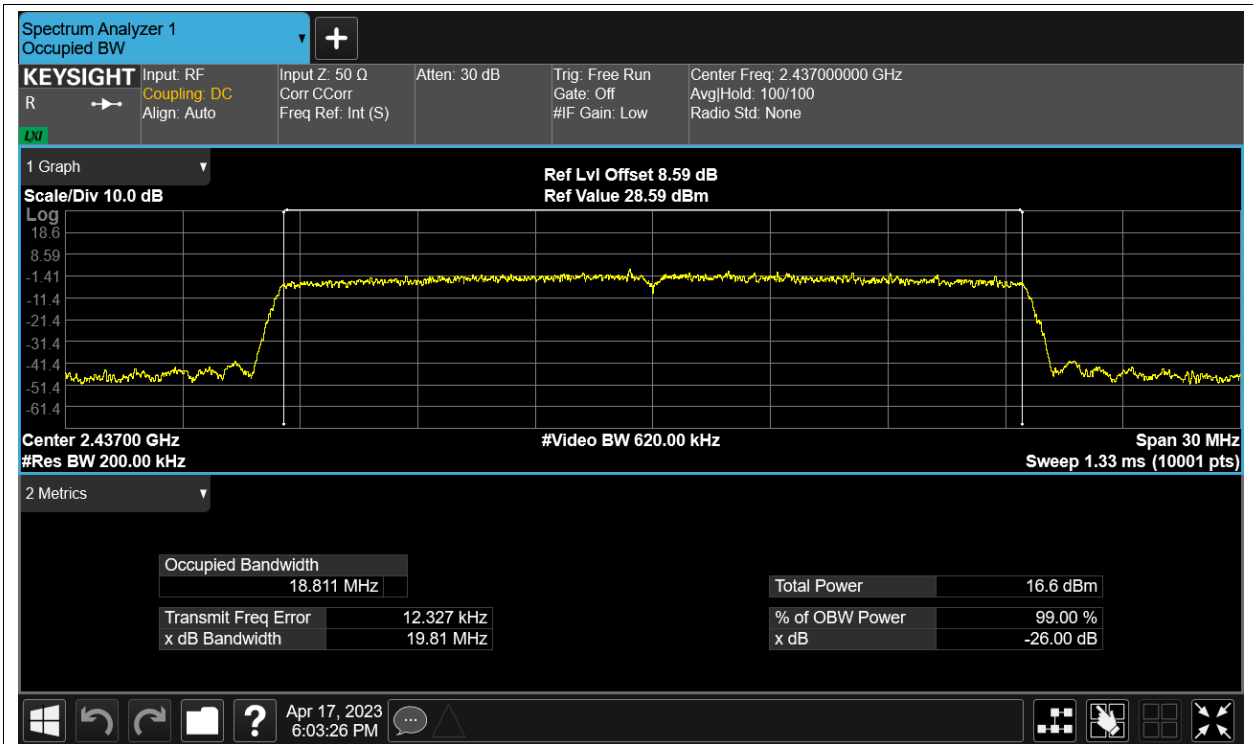 Spectrum Analyzer 1
Occupied BW
KEYSIGHT
R
LXI
Input: RF
Coupling: DC
Align: Auto
Input Z: 50 Ω
Corr CCorr
Freq Ref: Int (S)
Atten: 30 dB
Trig: Free Run
Gate: Off
#IF Gain: Low
Center Freq: 2.437000000 GHz
Avg|Hold: 100/100
Radio Std: None
1 Graph
Scale/Div 10.0 dB
Ref Lvl Offset 8.59 dB
Ref Value 28.59 dBm
Log
18.6
8.59
-1.41
-11.4
-21.4
-31.4
-41.4
-51.4
-61.4
Center 2.43700 GHz
#Video BW 620.00 kHz
Span 30 MHz
#Res BW 200.00 kHz
Sweep 1.33 ms (10001 pts)
2 Metrics
Occupied Bandwidth
18.811 MHz
Total Power 16.6 dBm
Transmit Freq Error 12.327 kHz
% of OBW Power 99.00 %
x dB Bandwidth 19.81 MHz
x dB -26.00 dB
?
Apr 17, 2023
6:03:26 PM